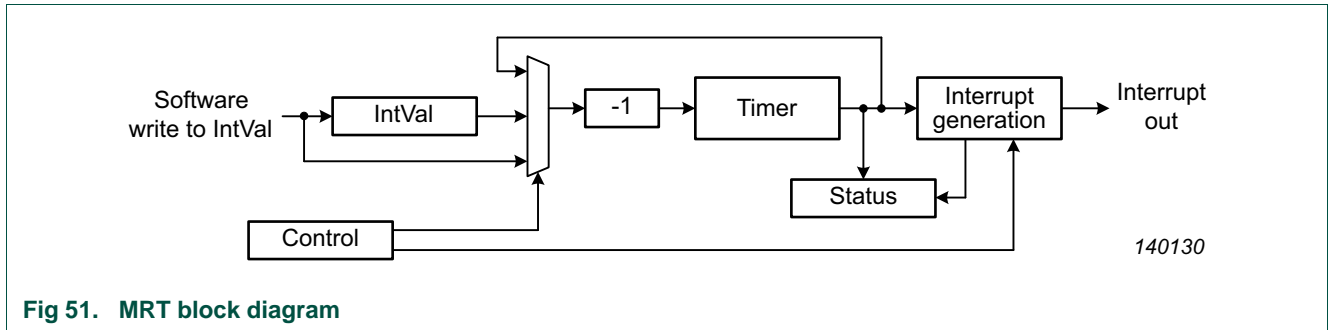 Software
write to IntVal
IntVal
-1
Timer
Interrupt
generation
Interrupt
out
Status
Control
140130
Fig 51. MRT block diagram